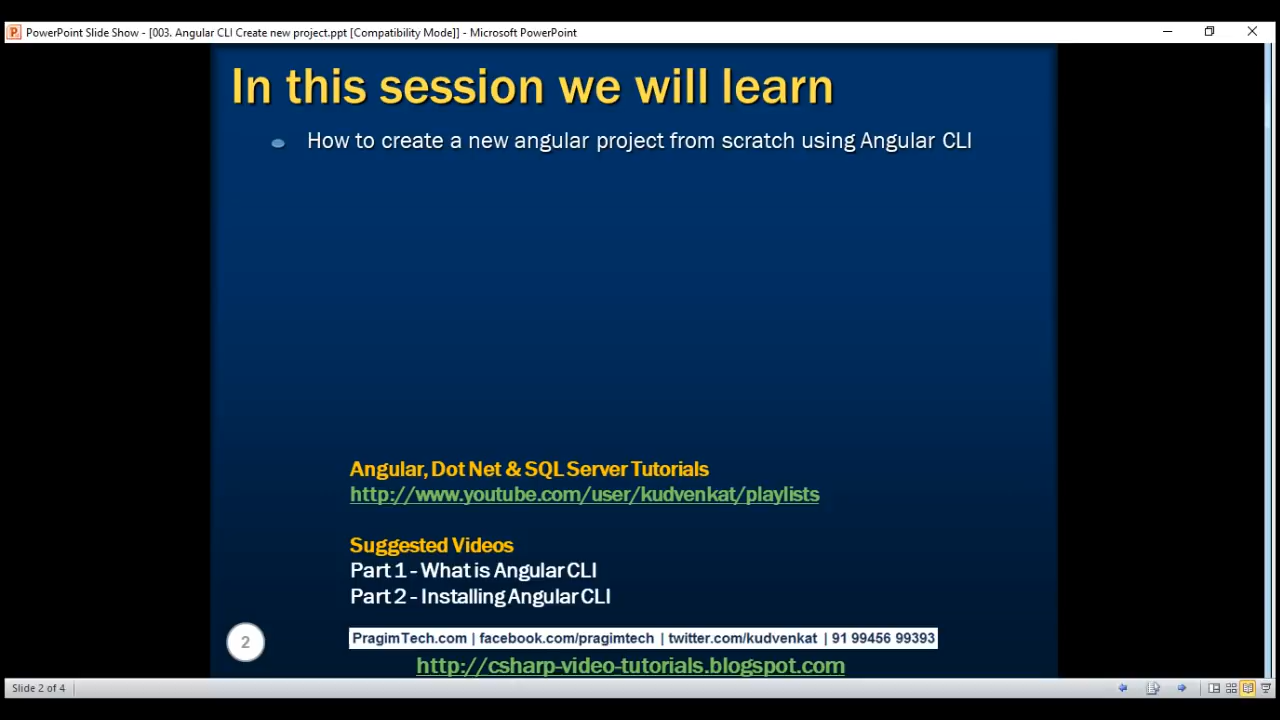 PowerPoint Slide Show - [003. Angular CLI Create new project.ppt [Compatibility Mode]] - Microsoft PowerPoint
In this session we will learn
How to create a new angular project from scratch using Angular CLI
Angular, Dot Net & SQL Server Tutorials
http://www.youtube.com/user/kudvenkat/playlists
Suggested Videos
Part 1 - What is Angular CLI
Part 2 - Installing Angular CLI
2
PragimTech.com | facebook.com/pragimtech | twitter.com/kudvenkat | 91 99456 99393
http://csharp-video-tutorials.blogspot.com
Slide 2 of 4